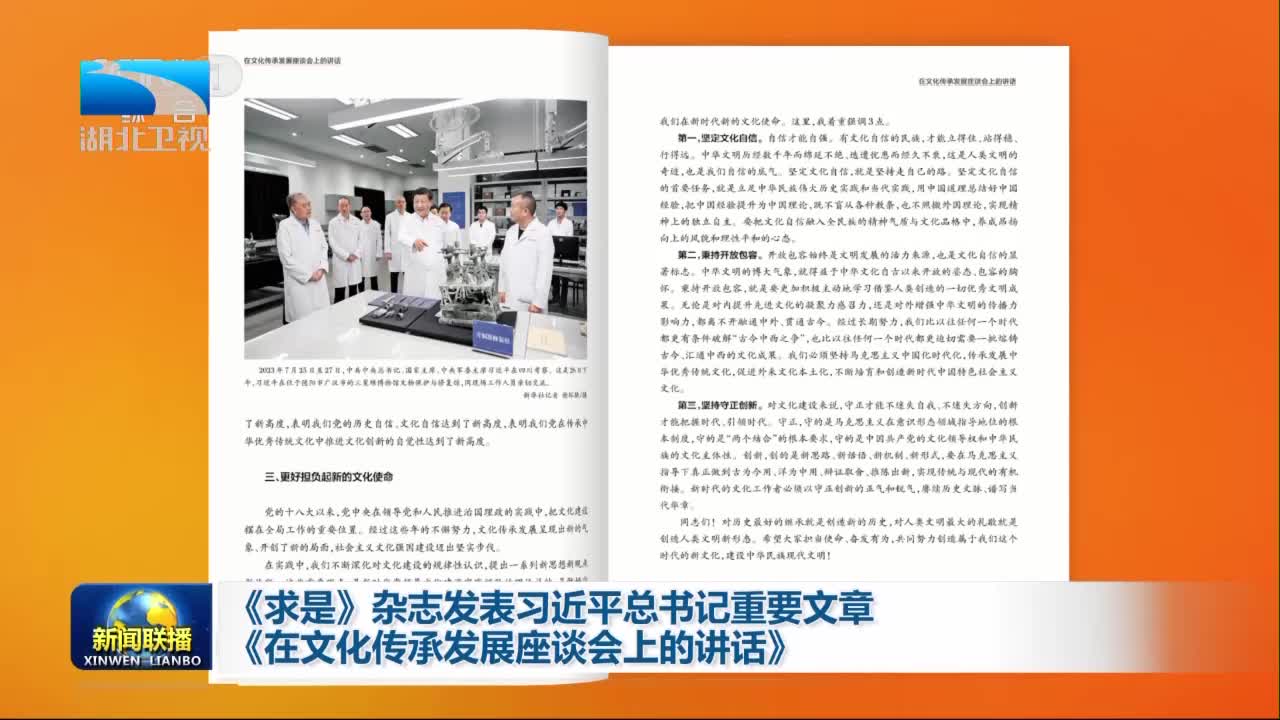 综合
湖北卫视
在文化传承发展座谈会上的讲话
2023年7月25日至27日,中共中央总书记、国家主席、中央军委主席习近平在四川考察。这是26日下
午,习近平在位于德阳市广汉市的三星堆博物馆文物保护与修复馆,同现场工作人员亲切交流。
新华社记者
了新高度,表明我们党的历史自信、文化自信达到了新高度,表明我们党在传承中
华优秀传统文化中推进文化创新的自觉性达到了新高度。
三、更好担负起新的文化使命
党的十八大以来,党中央在领导党和人民推进治国理政的实践中,把文化建设
摆在全局工作的重要位置。经过这些年的不懈努力,文化传承发展呈现出新的气
象、开创了新的局面,社会主义文化强国建设迈出坚实步伐。
在实践中,我们不断深化对文化建设的规律性认识,提出一系列新思想新观点
在文化传承发展座谈会上的讲话
我们在新时代新的文化使命。这里,我着重强调3点。
第一,坚定文化自信。自信才能自强。有文化自信的民族,才能立得住、站得稳、
行得远。中华文明历经数千年而绵延不绝、迭遭忧患而经久不衰,这是人类文明的
奇迹,也是我们自信的底气。坚定文化自信,就是坚持走自己的路。坚定文化自信
的首要任务,就是立足中华民族伟大历史实践和当代实践,用中国道理总结好中国
经验,把中国经验提升为中国理论,既不盲从各种教条,也不照搬外国理论,实现精
神上的独立自主。要把文化自信融入全民族的精神气质与文化品格中,养成昂扬
向上的风貌和理性平和的心态。
第二,秉持开放包容。开放包容始终是文明发展的活力来源,也是文化自信的显
著标志。中华文明的博大气象,就得益于中华文化自古以来开放的姿态、包容的胸
怀。秉持开放包容,就是要更加积极主动地学习借鉴人类创造的一切优秀文明成
果。无论是对内提升先进文化的凝聚力感召力,还是对外增强中华文明的传播力
影响力,都离不开融通中外、贯通古今。经过长期努力,我们比以往任何一个时代
都更有条件破解“古今中西之争”,也比以往任何一个时代都更迫切需要一批熔铸
古今、汇通中西的文化成果。我们必须坚持马克思主义中国化时代化,传承发展中
华优秀传统文化,促进外来文化本土化,不断培育和创造新时代中国特色社会主义
文化。
第三,坚持守正创新。对文化建设来说,守正才能不迷失自我、不迷失方向,创新
才能把握时代、引领时代。守正,守的是马克思主义在意识形态领域指导地位的根
本制度,守的是“两个结合”的根本要求,守的是中国共产党的文化领导权和中华民
族的文化主体性。创新,创的是新思路、新话语、新机制、新形式,要在马克思主义
指导下真正做到古为今用、洋为中用、辩证取舍、推陈出新,实现传统与现代的有机
衔接。新时代的文化工作者必须以守正创新的正气和锐气,赓续历史文脉、谱写当
代华章。
同志们!对历史最好的继承就是创造新的历史,对人类文明最大的礼敬就是
创造人类文明新形态。希望大家担当使命、奋发有为,共同努力创造属于我们这个
时代的新文化,建设中华民族现代文明!
新闻联播
XINWEN LIANBO
《求是》杂志发表习近平总书记重要文章
《在文化传承发展座谈会上的讲话》